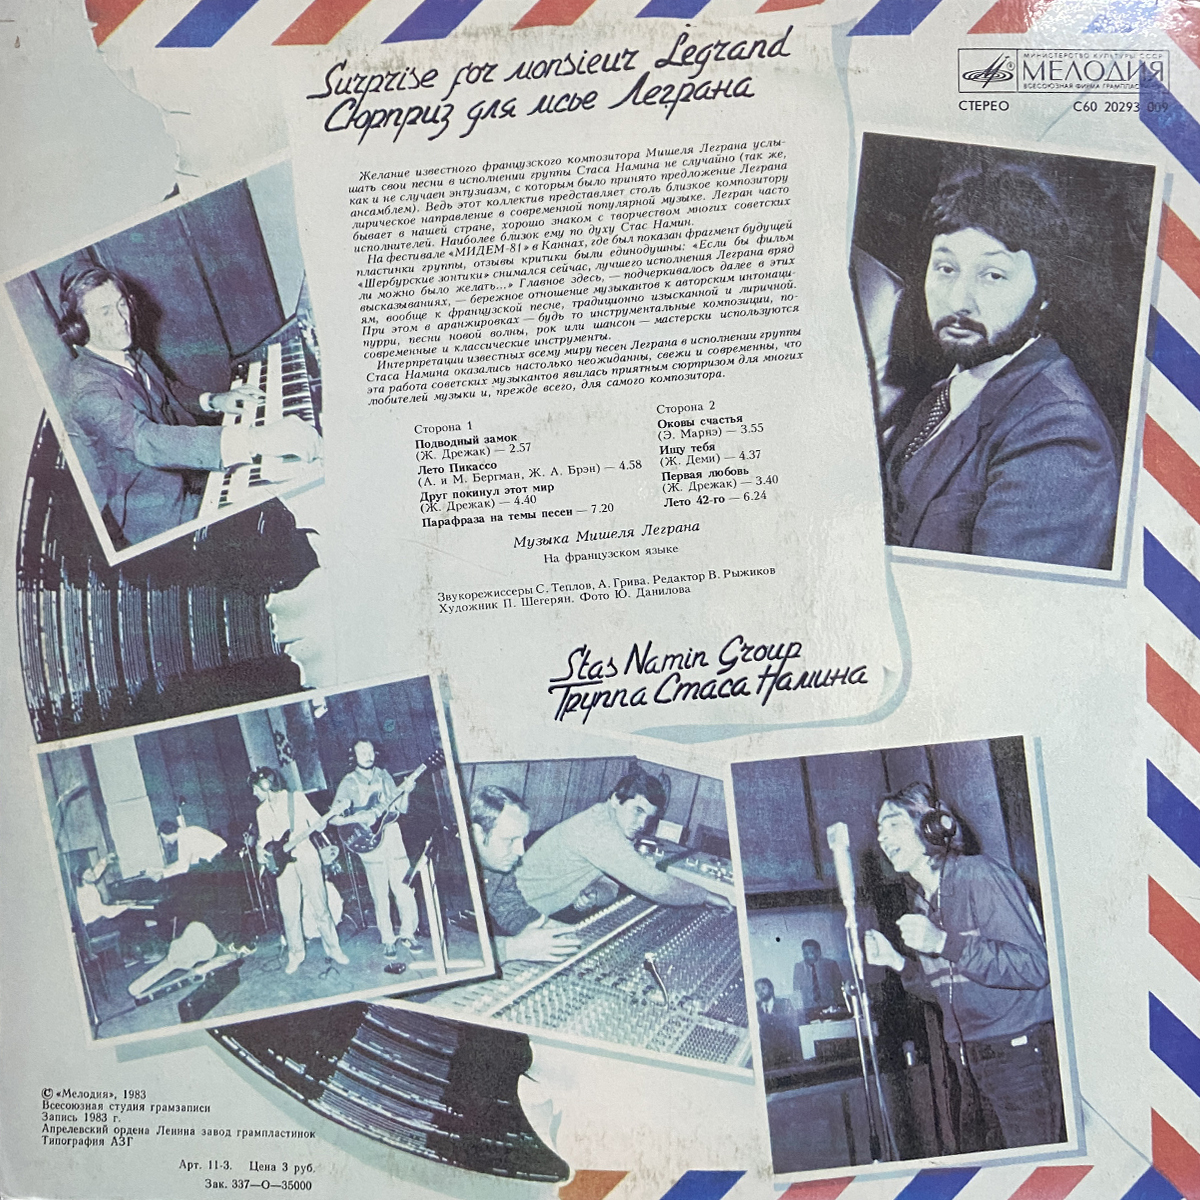 Surprise for monsieur Legrand
Сюрприз для мсье Леграна
МИНИСТЕРСТВО КУЛЬТУРЫ СССР
МЕЛОДИЯ
ВСЕСОЮЗНАЯ ФИРМА ГРАМПЛАСТИНОК
СТЕРЕО С60 20293 009
Желание известного французского композитора Мишеля Леграна услы-
шать свои песни в исполнении группы Стаса Намина не случайно (так же,
как и не случаен энтузиазм, с которым было принято предложение Леграна
ансамблем). Ведь этот коллектив представляет столь близкое композитору
лирическое направление в современной популярной музыке. Легран часто
бывает в нашей стране, хорошо знаком с творчеством многих советских
исполнителей. Наиболее близок ему по духу Стас Намин.
На фестивале «МИДЕМ-81» в Каннах, где был показан фрагмент будущей
пластинки группы, отзывы критики были единодушны: «Если бы фильм
«Шербурские зонтики» снимался сейчас, лучшего исполнения Леграна вряд
ли можно было желать...» Главное здесь, — подчеркивалось далее в этих
высказываниях, — бережное отношение музыкантов к авторским интонаци-
ям, вообще к французской песне, традиционно изысканной и лиричной.
При этом в аранжировках — будь то инструментальные композиции, по-
пурри, песни новой волны, рок или шансон — мастерски используются
современные и классические инструменты.
Интерпретации известных всему миру песен Леграна в исполнении группы
Стаса Намина оказались настолько неожиданны, свежи и современны, что
эта работа советских музыкантов явилась приятным сюрпризом для многих
любителей музыки и, прежде всего, для самого композитора.
Сторона 1
Подводный замок
(Ж. Дрежак) — 2.57
Лето Пикассо
(А. и М. Бергман, Ж. А. Брэн) — 4.58
Друг покинул этот мир
(Ж. Дрежак) — 4.40
Парафраза на темы песен — 7.20
Сторона 2
Оковы счастья
(Э. Марнэ) — 3.55
Ищу тебя
(Ж. Деми) — 4.37
Первая любовь
(Ж. Дрежак) — 3.40
Лето 42-го — 6.24
Музыка Мишеля Леграна
На французском языке
Звукорежиссеры С. Теплов, А. Грива. Редактор В. Рыжиков
Художник П. Шегерян. Фото Ю. Данилова
Stas Namin Group
Группа Стаса Намина
© «Мелодия», 1983
Всесоюзная студия грамзаписи
Запись 1983 г.
Апрелевский ордена Ленина завод грампластинок
Типография АЗГ
Арт. 11-3. Цена 3 руб.
Зак. 337—О—35000